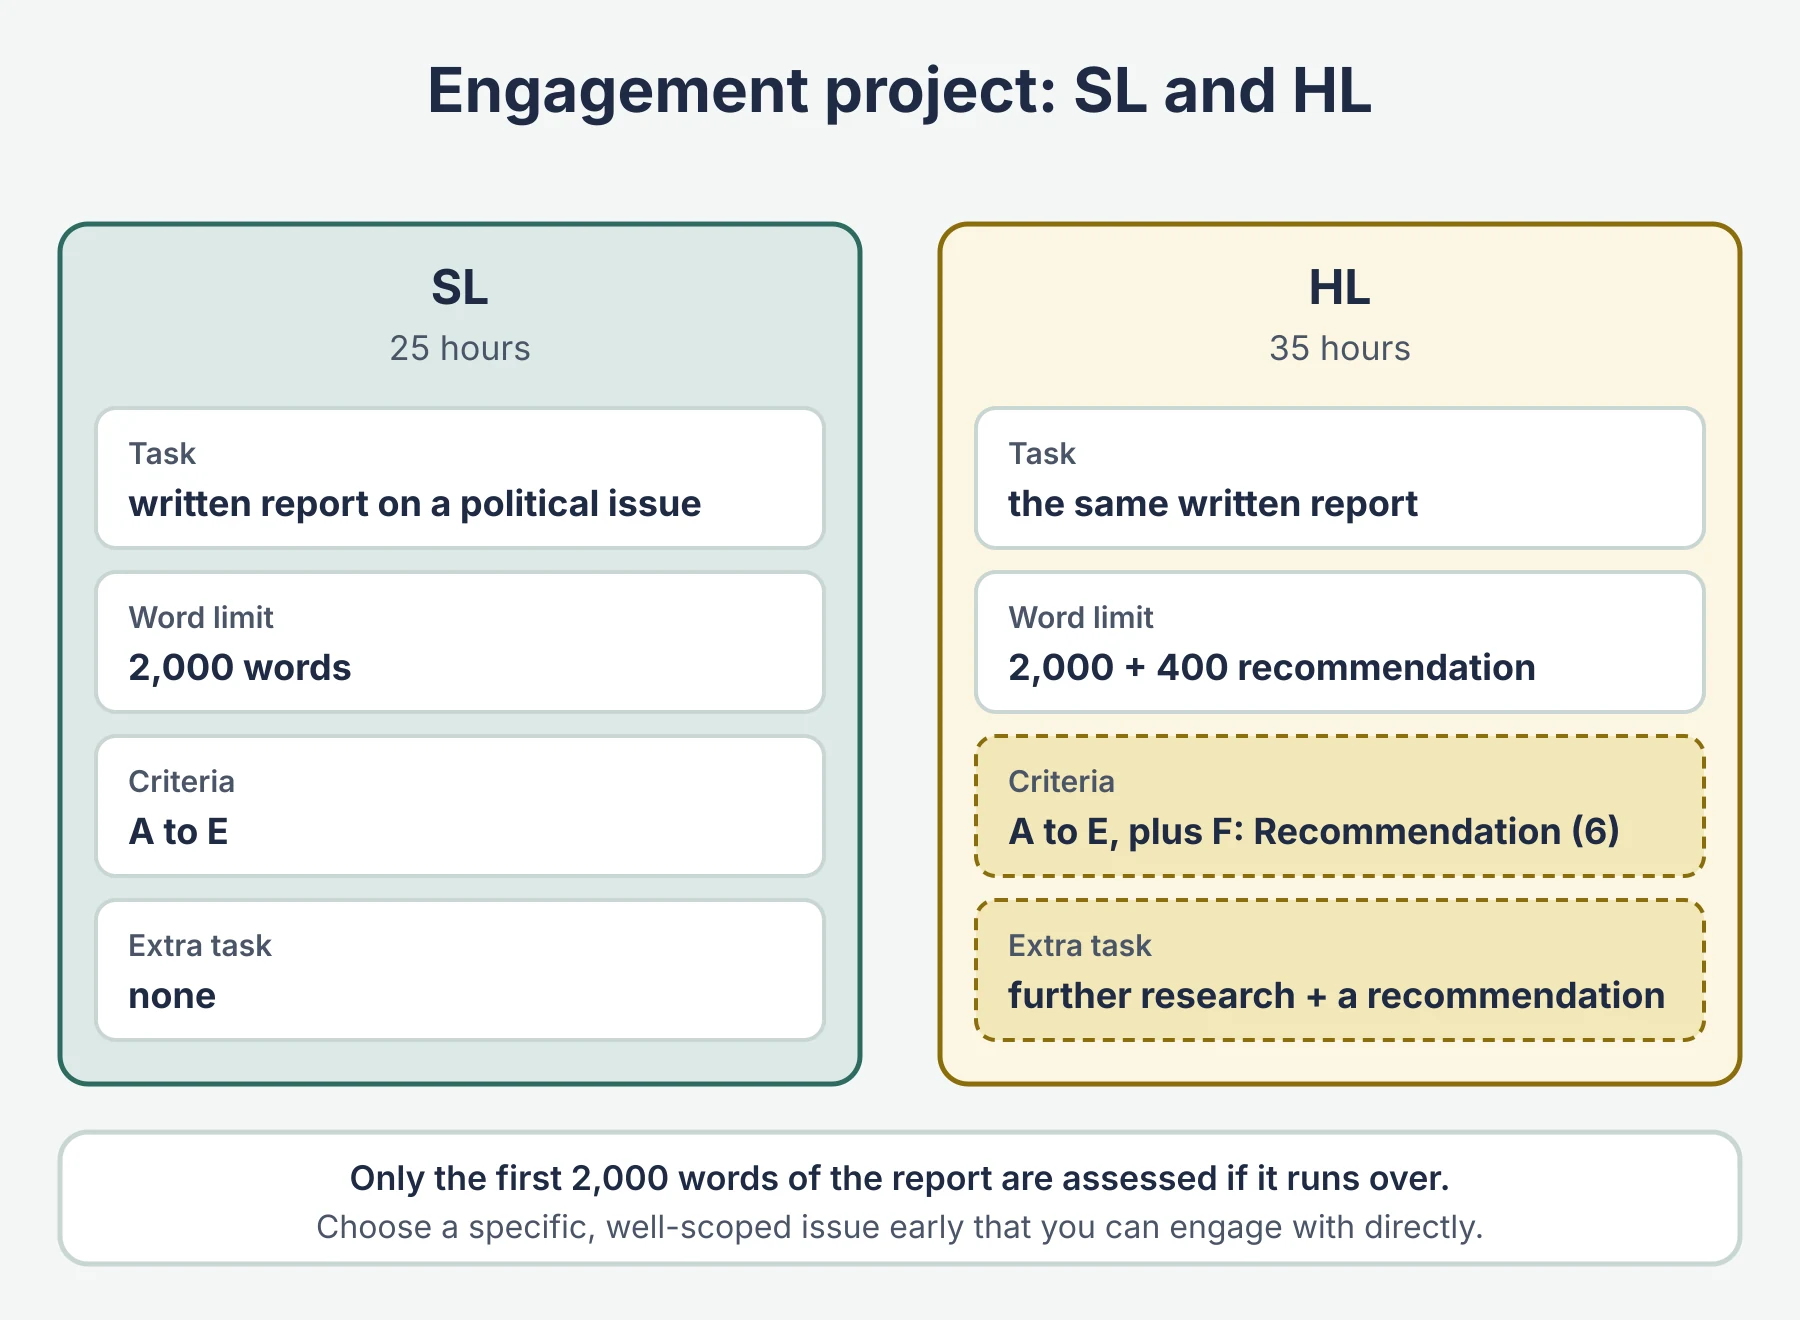 Engagement project: SL and HL
SL
25 hours
Task
written report on a political issue
Word limit
2,000 words
Criteria
A to E
Extra task
none
HL
35 hours
Task
the same written report
Word limit
2,000 + 400 recommendation
Criteria
A to E, plus F: Recommendation (6)
Extra task
further research + a recommendation
Only the first 2,000 words of the report are assessed if it runs over.
Choose a specific, well-scoped issue early that you can engage with directly.